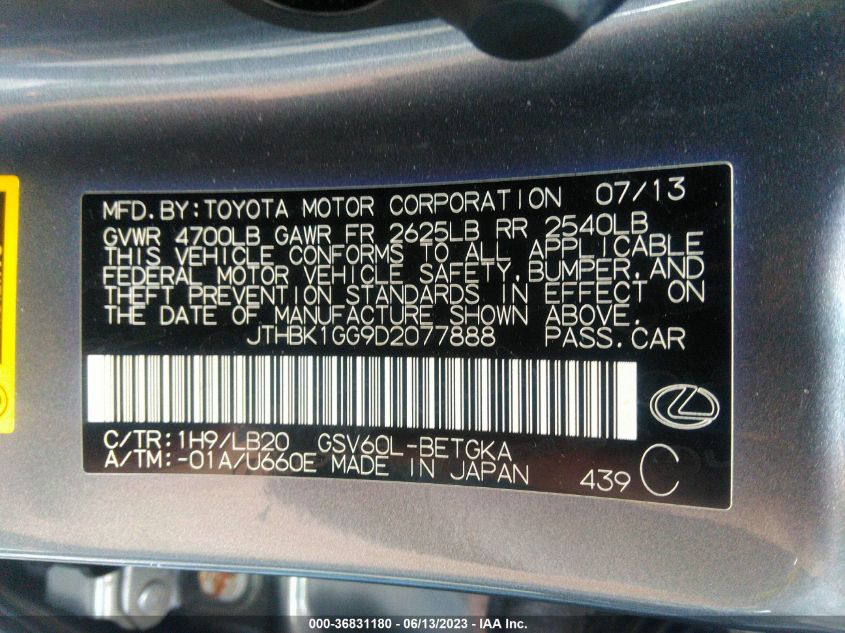 MFD.BY:TOYOTA MOTOR CORPORATION 07/13
GVWR 4700LB GAWR FR 2625LB RR 2540LB
THIS VEHICLE CONFORMS TO ALL APPLICABLE
FEDERAL MOTOR VEHICLE SAFETY,BUMPER,AND
THEFT PREVENTION STANDARDS IN EFFECT ON
THE DATE OF MANUFACTURE SHOWN ABOVE.
JTHBK1GG9D2077888 PASS.CAR
C/TR:1H9/LB20 GSV60L-BETGKA
A/TM:-01A/U660E MADE IN JAPAN 439 C
000-36831180 - 06/13/2023 - IAA Inc.